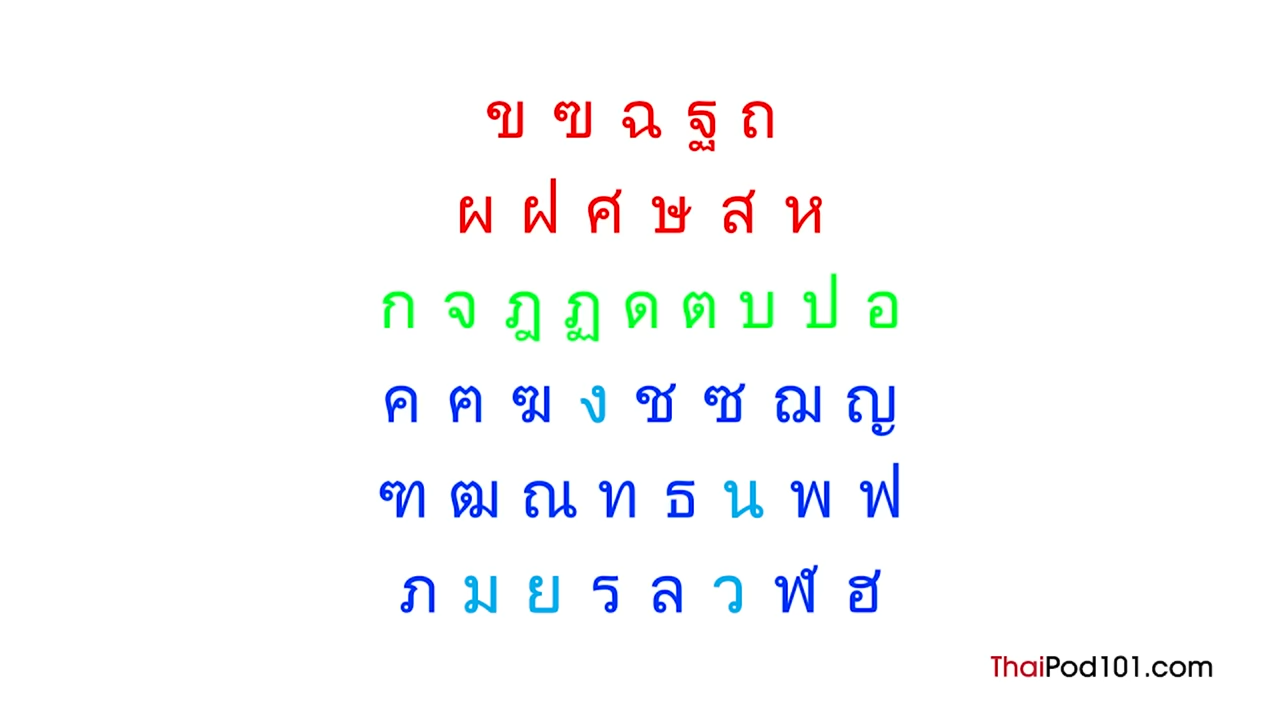 ข ฃ ฉ ฐ ถ
ผ ฝ ศ ษ ส ห
ก จ ฎ ฏ ด ต บ ป อ
ค ฅ ฆ ง ช ซ ฌ ญ
ฑ ฒ ณ ท ธ น พ ฟ
ภ ม ย ร ล ว ฬ ฮ
ThaiPod101.com